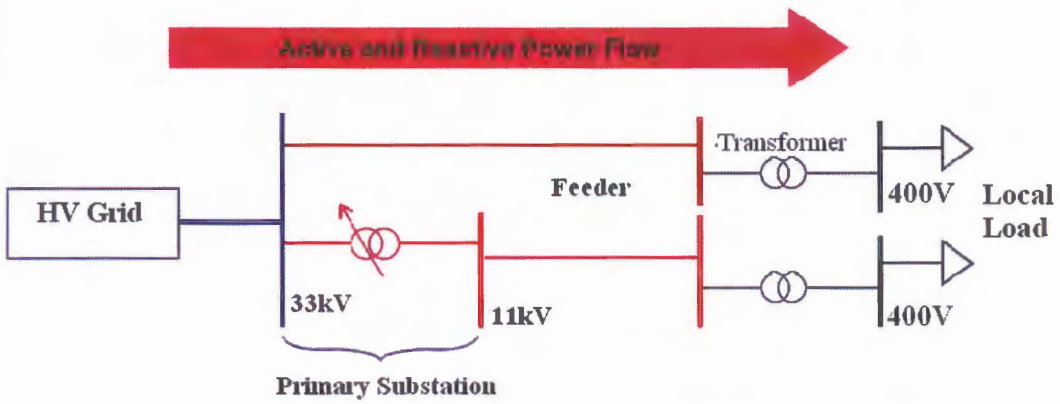 Active and Reactive Power Flow
HV Grid
Feeder
·Transformer
400V
Local
Load
33kV
11kV
400V
Primary Substation